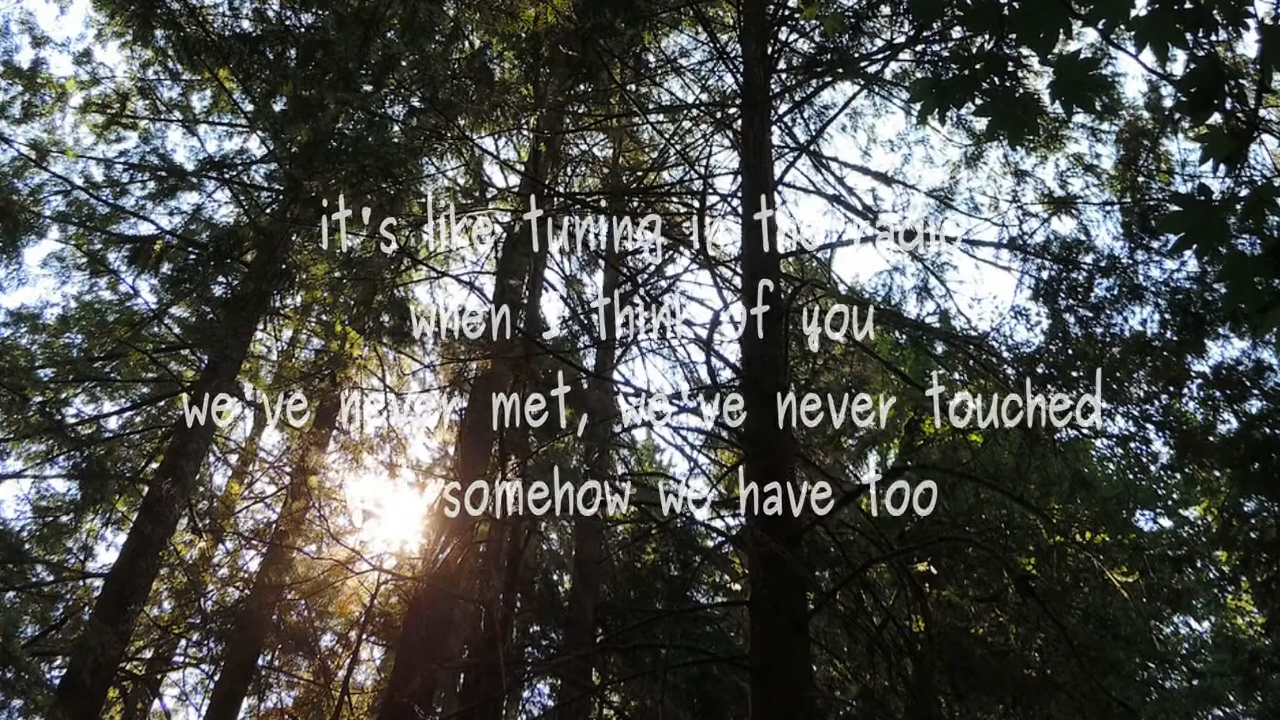 it's like tuning in the radio
when i think of you
we've never met, we've never touched
somehow we have too